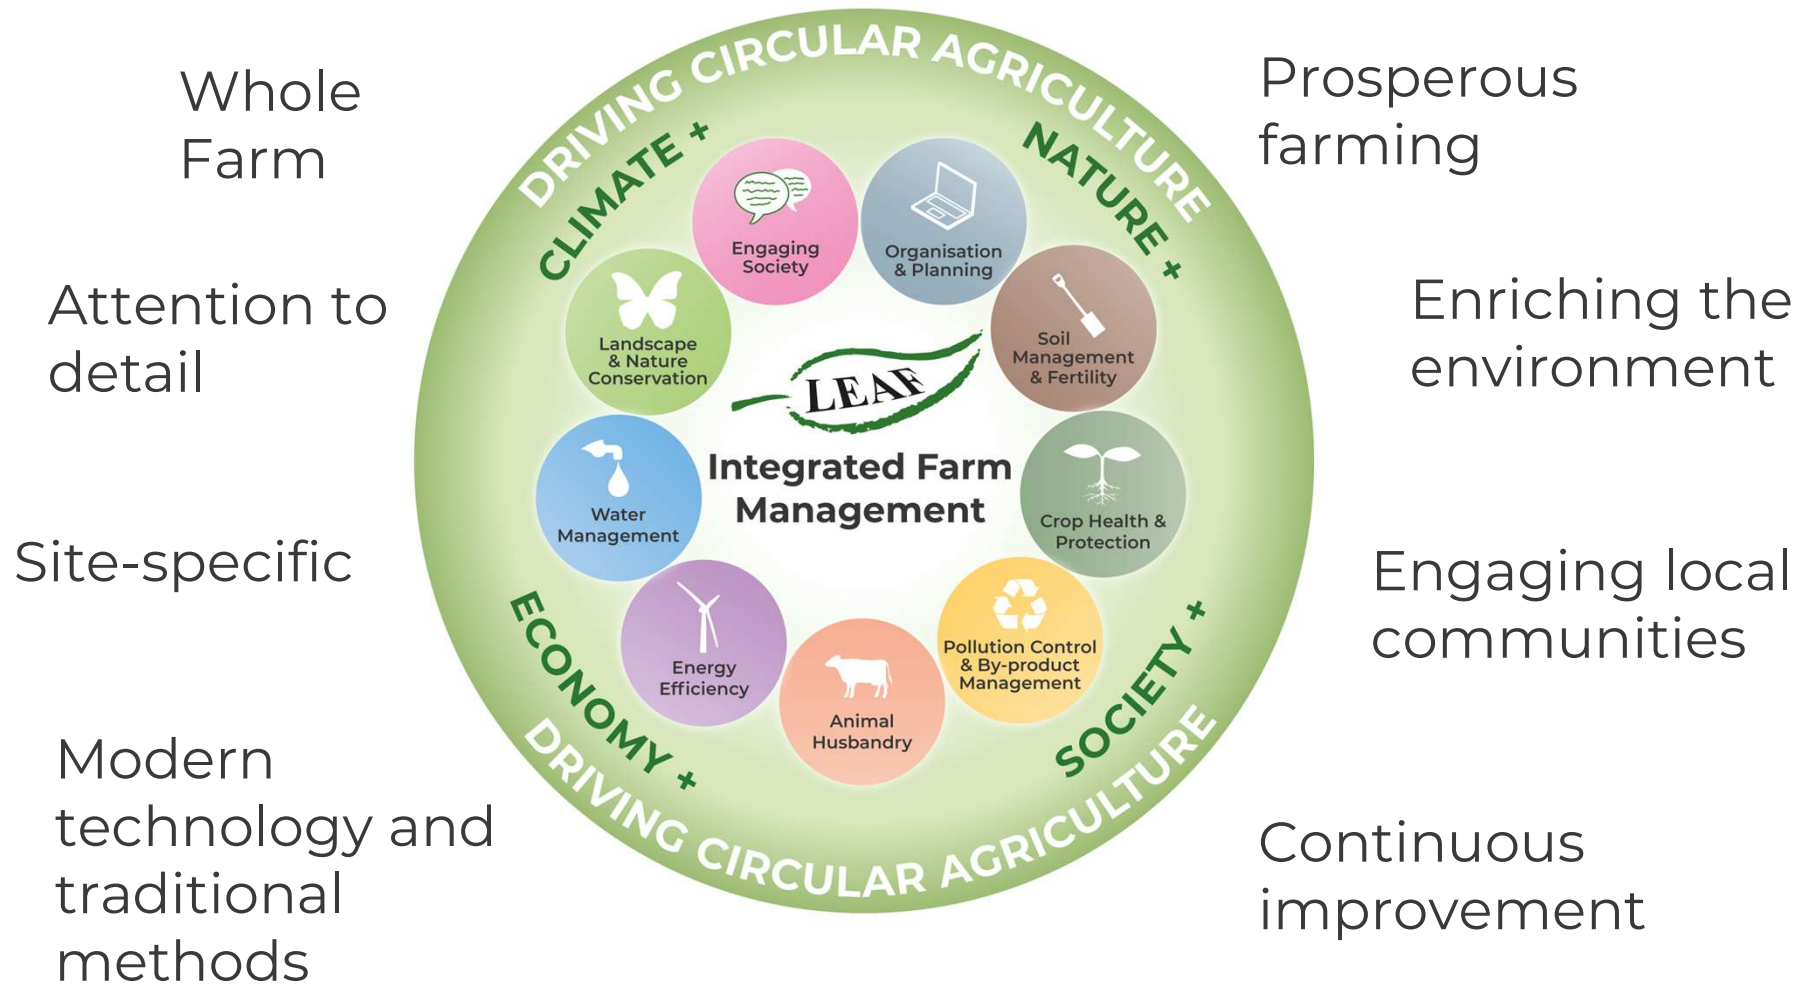 Whole
Farm
Attention to
detail
Site-specific
Modern
technology and
traditional
methods
DRIVING CIRCULAR AGRICULTURE
CLIMATE +
NATURE +
Engaging
Society
Organisation
& Planning
Landscape
& Nature
Conservation
Soil
Management
& Fertility
LEAF
Integrated Farm
Management
Water
Management
Crop Health &
Protection
Energy
Efficiency
Animal
Husbandry
Pollution Control
& By-product
Management
ECONOMY +
SOCIETY +
DRIVING CIRCULAR AGRICULTURE
Prosperous
farming
Enriching the
environment
Engaging local
communities
Continuous
improvement